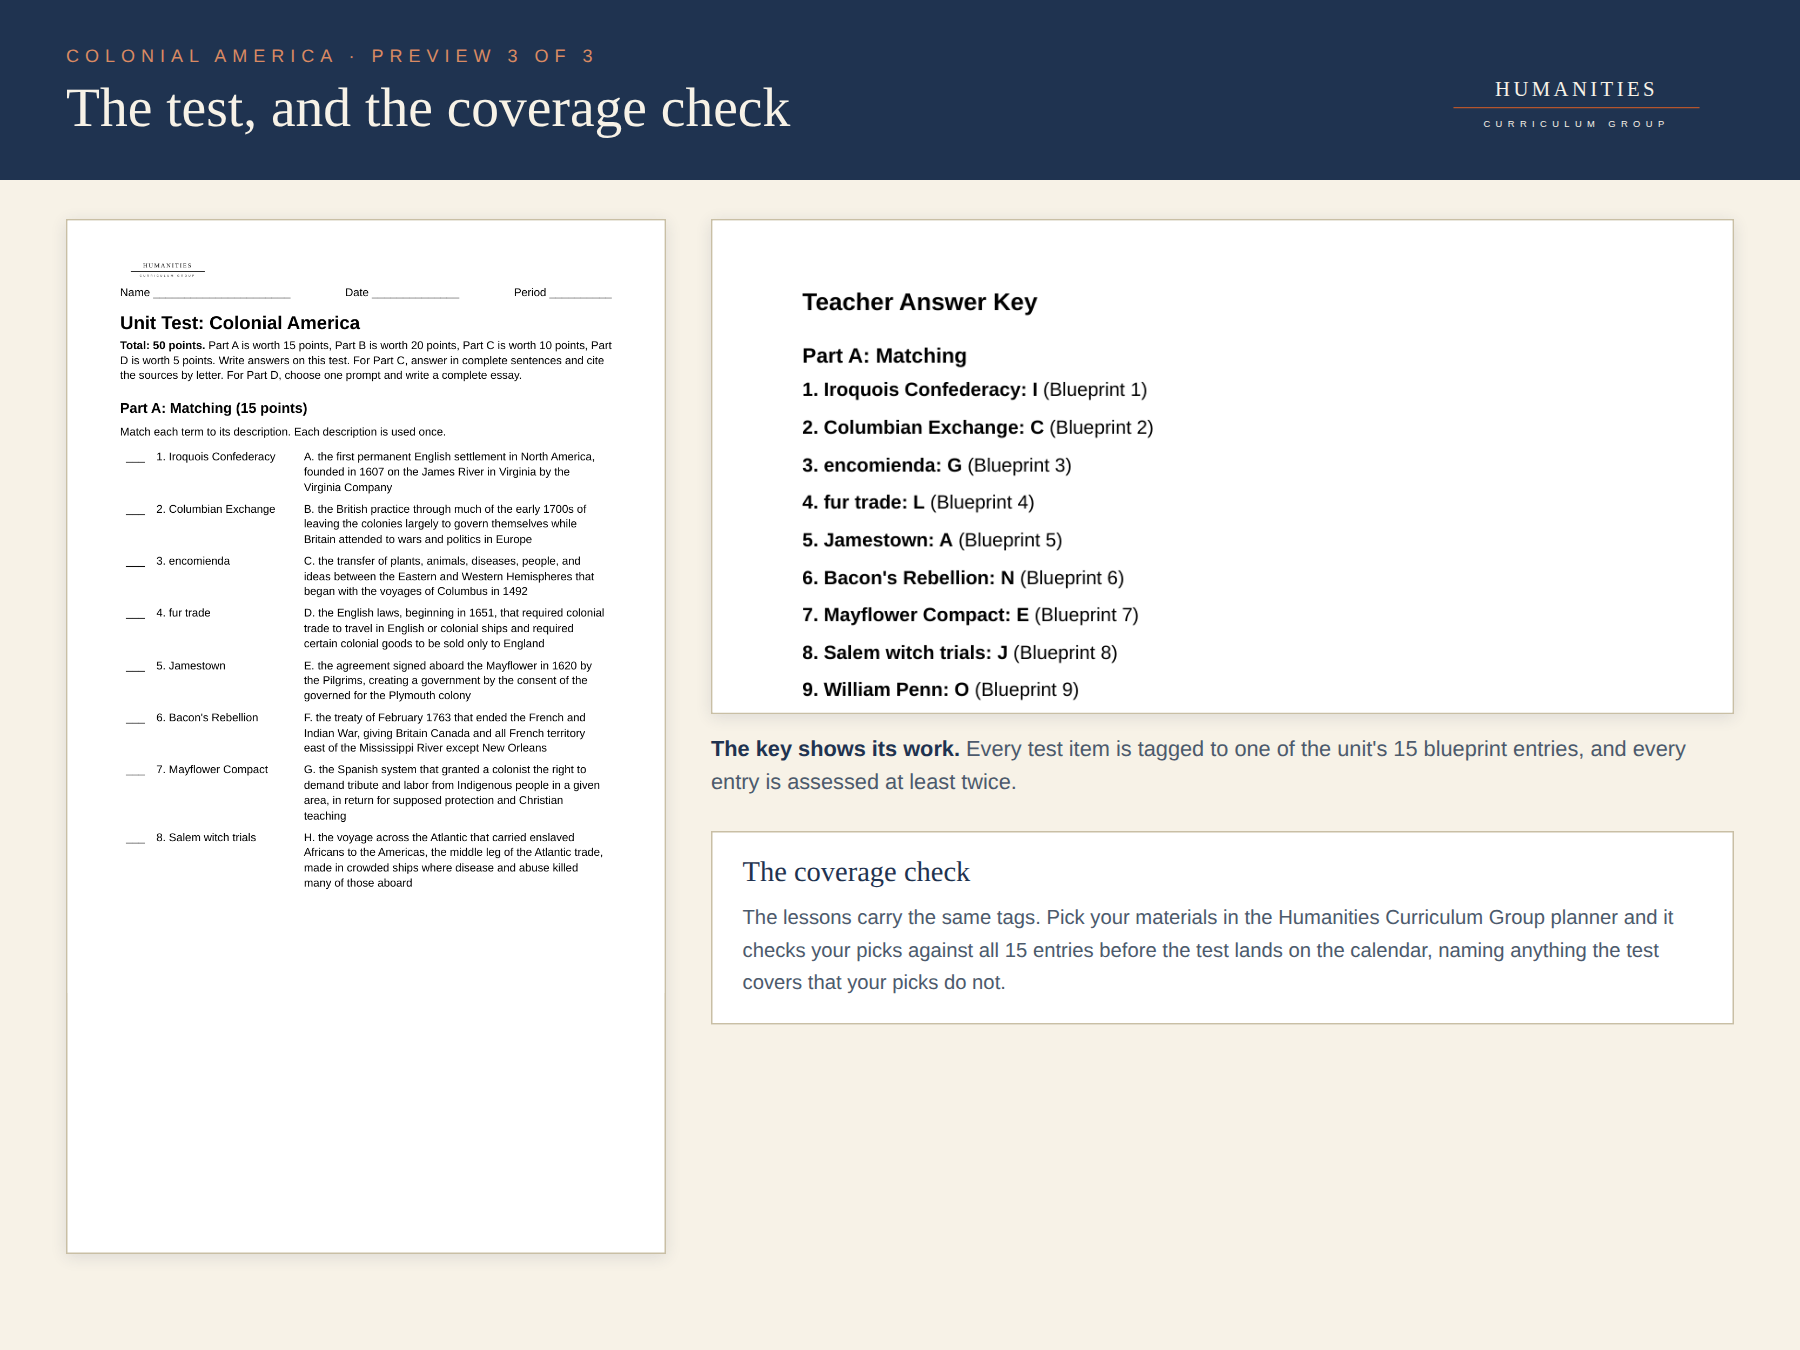 COLONIAL AMERICA · PREVIEW 3 OF 3
The test, and the coverage check
HUMANITIES
CURRICULUM GROUP
HUMANITIES
CURRICULUM GROUP
Name ______________________ Date ______________ Period __________
Unit Test: Colonial America
Total: 50 points. Part A is worth 15 points, Part B is worth 20 points, Part C is worth 10 points, Part
D is worth 5 points. Write answers on this test. For Part C, answer in complete sentences and cite
the sources by letter. For Part D, choose one prompt and write a complete essay.
Part A: Matching (15 points)
Match each term to its description. Each description is used once.
___ 1. Iroquois Confederacy A. the first permanent English settlement in North America,
founded in 1607 on the James River in Virginia by the
Virginia Company
___ 2. Columbian Exchange B. the British practice through much of the early 1700s of
leaving the colonies largely to govern themselves while
Britain attended to wars and politics in Europe
___ 3. encomienda C. the transfer of plants, animals, diseases, people, and
ideas between the Eastern and Western Hemispheres that
began with the voyages of Columbus in 1492
___ 4. fur trade D. the English laws, beginning in 1651, that required colonial
trade to travel in English or colonial ships and required
certain colonial goods to be sold only to England
___ 5. Jamestown E. the agreement signed aboard the Mayflower in 1620 by
the Pilgrims, creating a government by the consent of the
governed for the Plymouth colony
___ 6. Bacon's Rebellion F. the treaty of February 1763 that ended the French and
Indian War, giving Britain Canada and all French territory
east of the Mississippi River except New Orleans
___ 7. Mayflower Compact G. the Spanish system that granted a colonist the right to
demand tribute and labor from Indigenous people in a given
area, in return for supposed protection and Christian
teaching
___ 8. Salem witch trials H. the voyage across the Atlantic that carried enslaved
Africans to the Americas, the middle leg of the Atlantic trade,
made in crowded ships where disease and abuse killed
many of those aboard
Teacher Answer Key
Part A: Matching
1. Iroquois Confederacy: I (Blueprint 1)
2. Columbian Exchange: C (Blueprint 2)
3. encomienda: G (Blueprint 3)
4. fur trade: L (Blueprint 4)
5. Jamestown: A (Blueprint 5)
6. Bacon's Rebellion: N (Blueprint 6)
7. Mayflower Compact: E (Blueprint 7)
8. Salem witch trials: J (Blueprint 8)
9. William Penn: O (Blueprint 9)
The key shows its work. Every test item is tagged to one of the unit's 15 blueprint entries, and every
entry is assessed at least twice.
The coverage check
The lessons carry the same tags. Pick your materials in the Humanities Curriculum Group planner and it
checks your picks against all 15 entries before the test lands on the calendar, naming anything the test
covers that your picks do not.